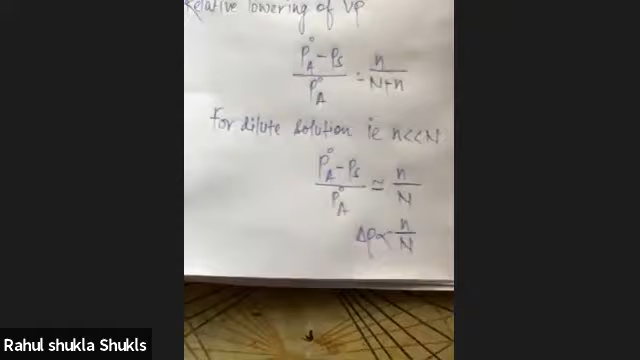 Relative lowering of VP
P°A - Ps / P°A = n / N+n
For dilute solution ie n<<N
P°A - Ps / P°A ≃ n / N
Δp ∝ n / N
Rahul shukla Shukls